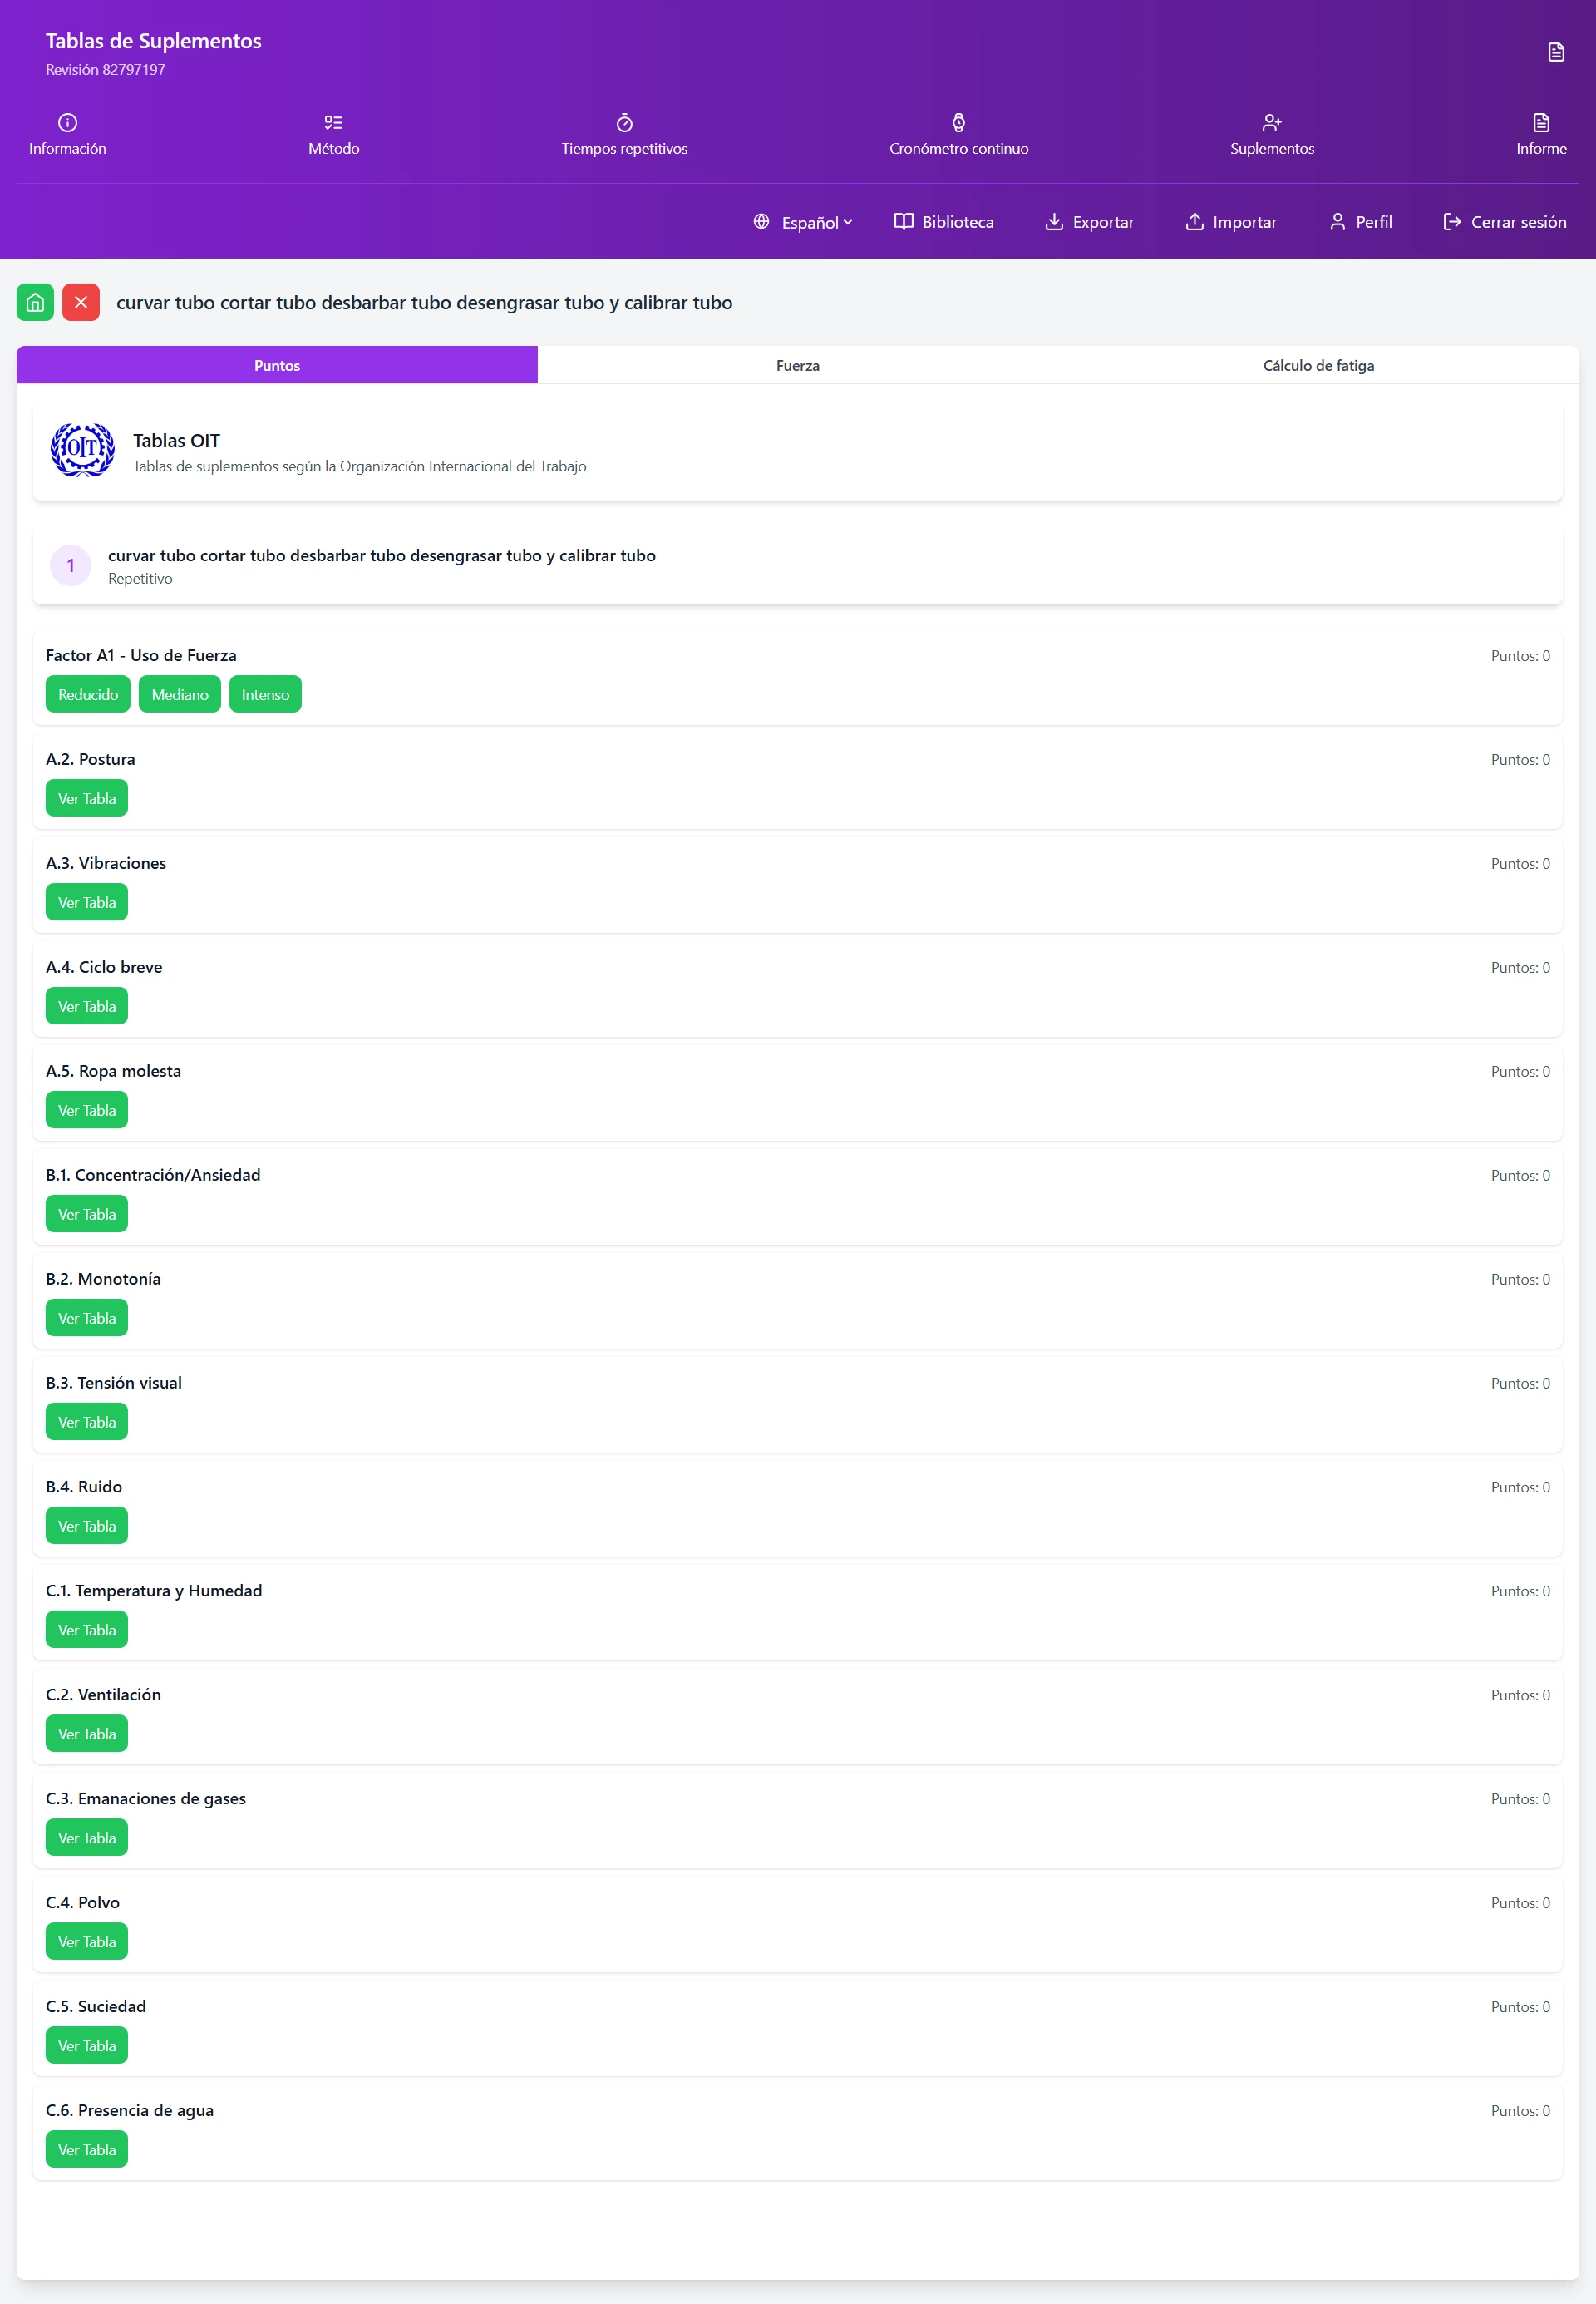 Tablas de Suplementos
Revisión 82797197
Información
Método
Tiempos repetitivos
Cronómetro continuo
Suplementos
Informe
Español
Biblioteca
Exportar
Importar
Perfil
Cerrar sesión
curvar tubo cortar tubo desbarbar tubo desengrasar tubo y calibrar tubo
Puntos
Fuerza
Cálculo de fatiga
OIT
Tablas OIT
Tablas de suplementos según la Organización Internacional del Trabajo
1
curvar tubo cortar tubo desbarbar tubo desengrasar tubo y calibrar tubo
Repetitivo
Factor A1 - Uso de Fuerza
Puntos: 0
Reducido
Mediano
Intenso
A.2. Postura
Puntos: 0
Ver Tabla
A.3. Vibraciones
Puntos: 0
Ver Tabla
A.4. Ciclo breve
Puntos: 0
Ver Tabla
A.5. Ropa molesta
Puntos: 0
Ver Tabla
B.1. Concentración/Ansiedad
Puntos: 0
Ver Tabla
B.2. Monotonía
Puntos: 0
Ver Tabla
B.3. Tensión visual
Puntos: 0
Ver Tabla
B.4. Ruido
Puntos: 0
Ver Tabla
C.1. Temperatura y Humedad
Puntos: 0
Ver Tabla
C.2. Ventilación
Puntos: 0
Ver Tabla
C.3. Emanaciones de gases
Puntos: 0
Ver Tabla
C.4. Polvo
Puntos: 0
Ver Tabla
C.5. Suciedad
Puntos: 0
Ver Tabla
C.6. Presencia de agua
Puntos: 0
Ver Tabla